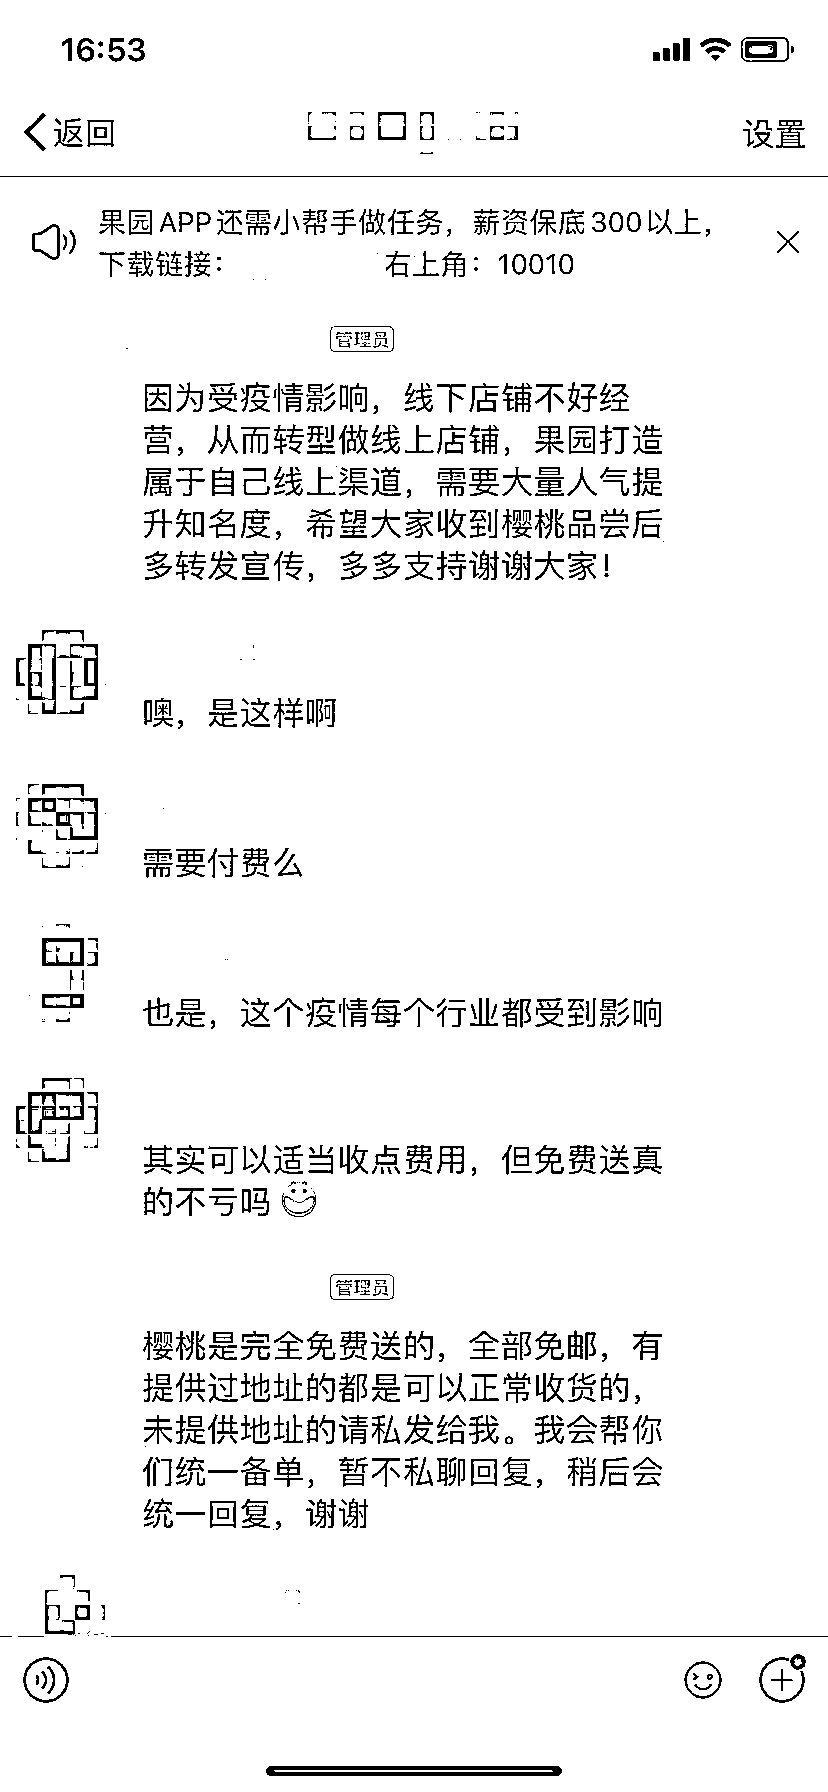 16:53
返回
设置
果园APP还需小帮手做任务，薪资保底300以上，
下载链接： 右上角：10010
管理员
因为受疫情影响，线下店铺不好经
营，从而转型做线上店铺，果园打造
属于自己线上渠道，需要大量人气提
升知名度，希望大家收到樱桃品尝后
多转发宣传，多多支持谢谢大家！
噢，是这样啊
需要付费么
也是，这个疫情每个行业都受到影响
其实可以适当收点费用，但免费送真
的不亏吗
管理员
樱桃是完全免费送的，全部免邮，有
提供过地址的都是可以正常收货的，
未提供地址的请私发给我。我会帮你
们统一备单，暂不私聊回复，稍后会
统一回复，谢谢